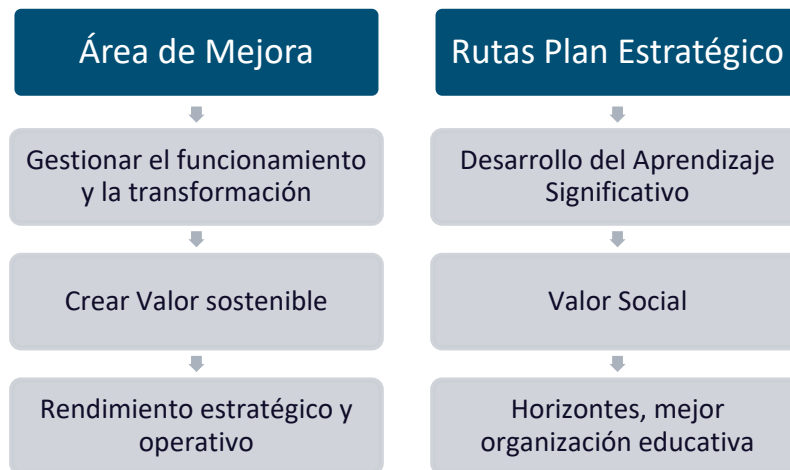 Área de Mejora
Gestionar el funcionamiento
y la transformación
Crear Valor sostenible
Rendimiento estratégico y
operativo
Rutas Plan Estratégico
Desarrollo del Aprendizaje
Significativo
Valor Social
Horizontes, mejor
organización educativa